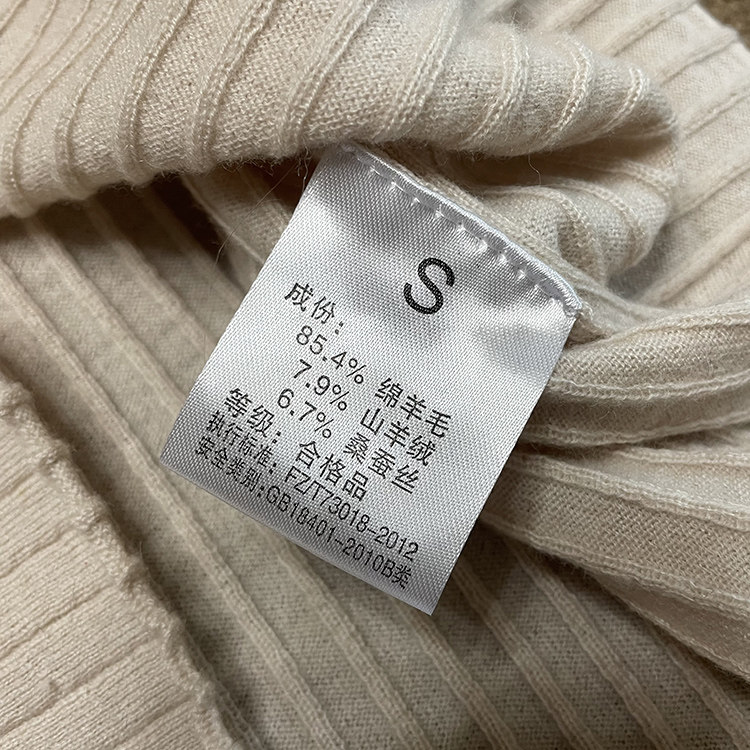 S
成份:
85.4% 绵羊毛
7.9% 山羊绒
6.7% 桑蚕丝
等级: 合格品
执行标准: FZ/T73018-2012
安全类别:GB18401-2010B类